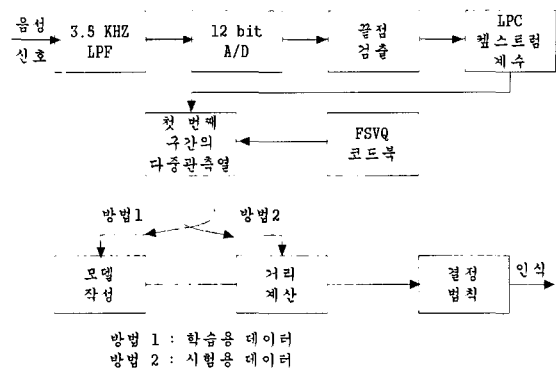 음성
신호
3.5 KHZ
LPF
12 bit
A/D
끝점
검출
LPC
켑스트럼
계수
첫 번째
구간의
다중관측열
FSVQ
코드북
방법1
방법2
모델
작성
거리
계산
결정
법칙
인식
방법 1 : 학습용 데이터
방법 2 : 시험용 데이터